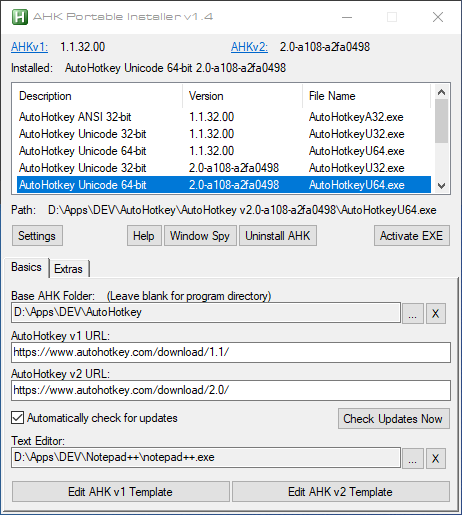 AHK Portable Installer v1.4
AHKv1: 1.1.32.00 AHKv2: 2.0-a108-a2fa0498
Installed: AutoHotkey Unicode 64-bit 2.0-a108-a2fa0498
Description Version File Name
AutoHotkey ANSI 32-bit 1.1.32.00 AutoHotkeyA32.exe
AutoHotkey Unicode 32-bit 1.1.32.00 AutoHotkeyU32.exe
AutoHotkey Unicode 64-bit 1.1.32.00 AutoHotkeyU64.exe
AutoHotkey Unicode 32-bit 2.0-a108-a2fa0498 AutoHotkeyU32.exe
AutoHotkey Unicode 64-bit 2.0-a108-a2fa0498 AutoHotkeyU64.exe
Path: D:\Apps\DEV\AutoHotkey\AutoHotkey v2.0-a108-a2fa0498\AutoHotkeyU64.exe
Settings Help Window Spy Uninstall AHK Activate EXE
Basics Extras
Base AHK Folder: (Leave blank for program directory)
D:\Apps\DEV\AutoHotkey ... X
AutoHotkey v1 URL:
https://www.autohotkey.com/download/1.1/
AutoHotkey v2 URL:
https://www.autohotkey.com/download/2.0/
Automatically check for updates Check Updates Now
Text Editor:
D:\Apps\DEV\Notepad++\notepad++.exe ... X
Edit AHK v1 Template Edit AHK v2 Template